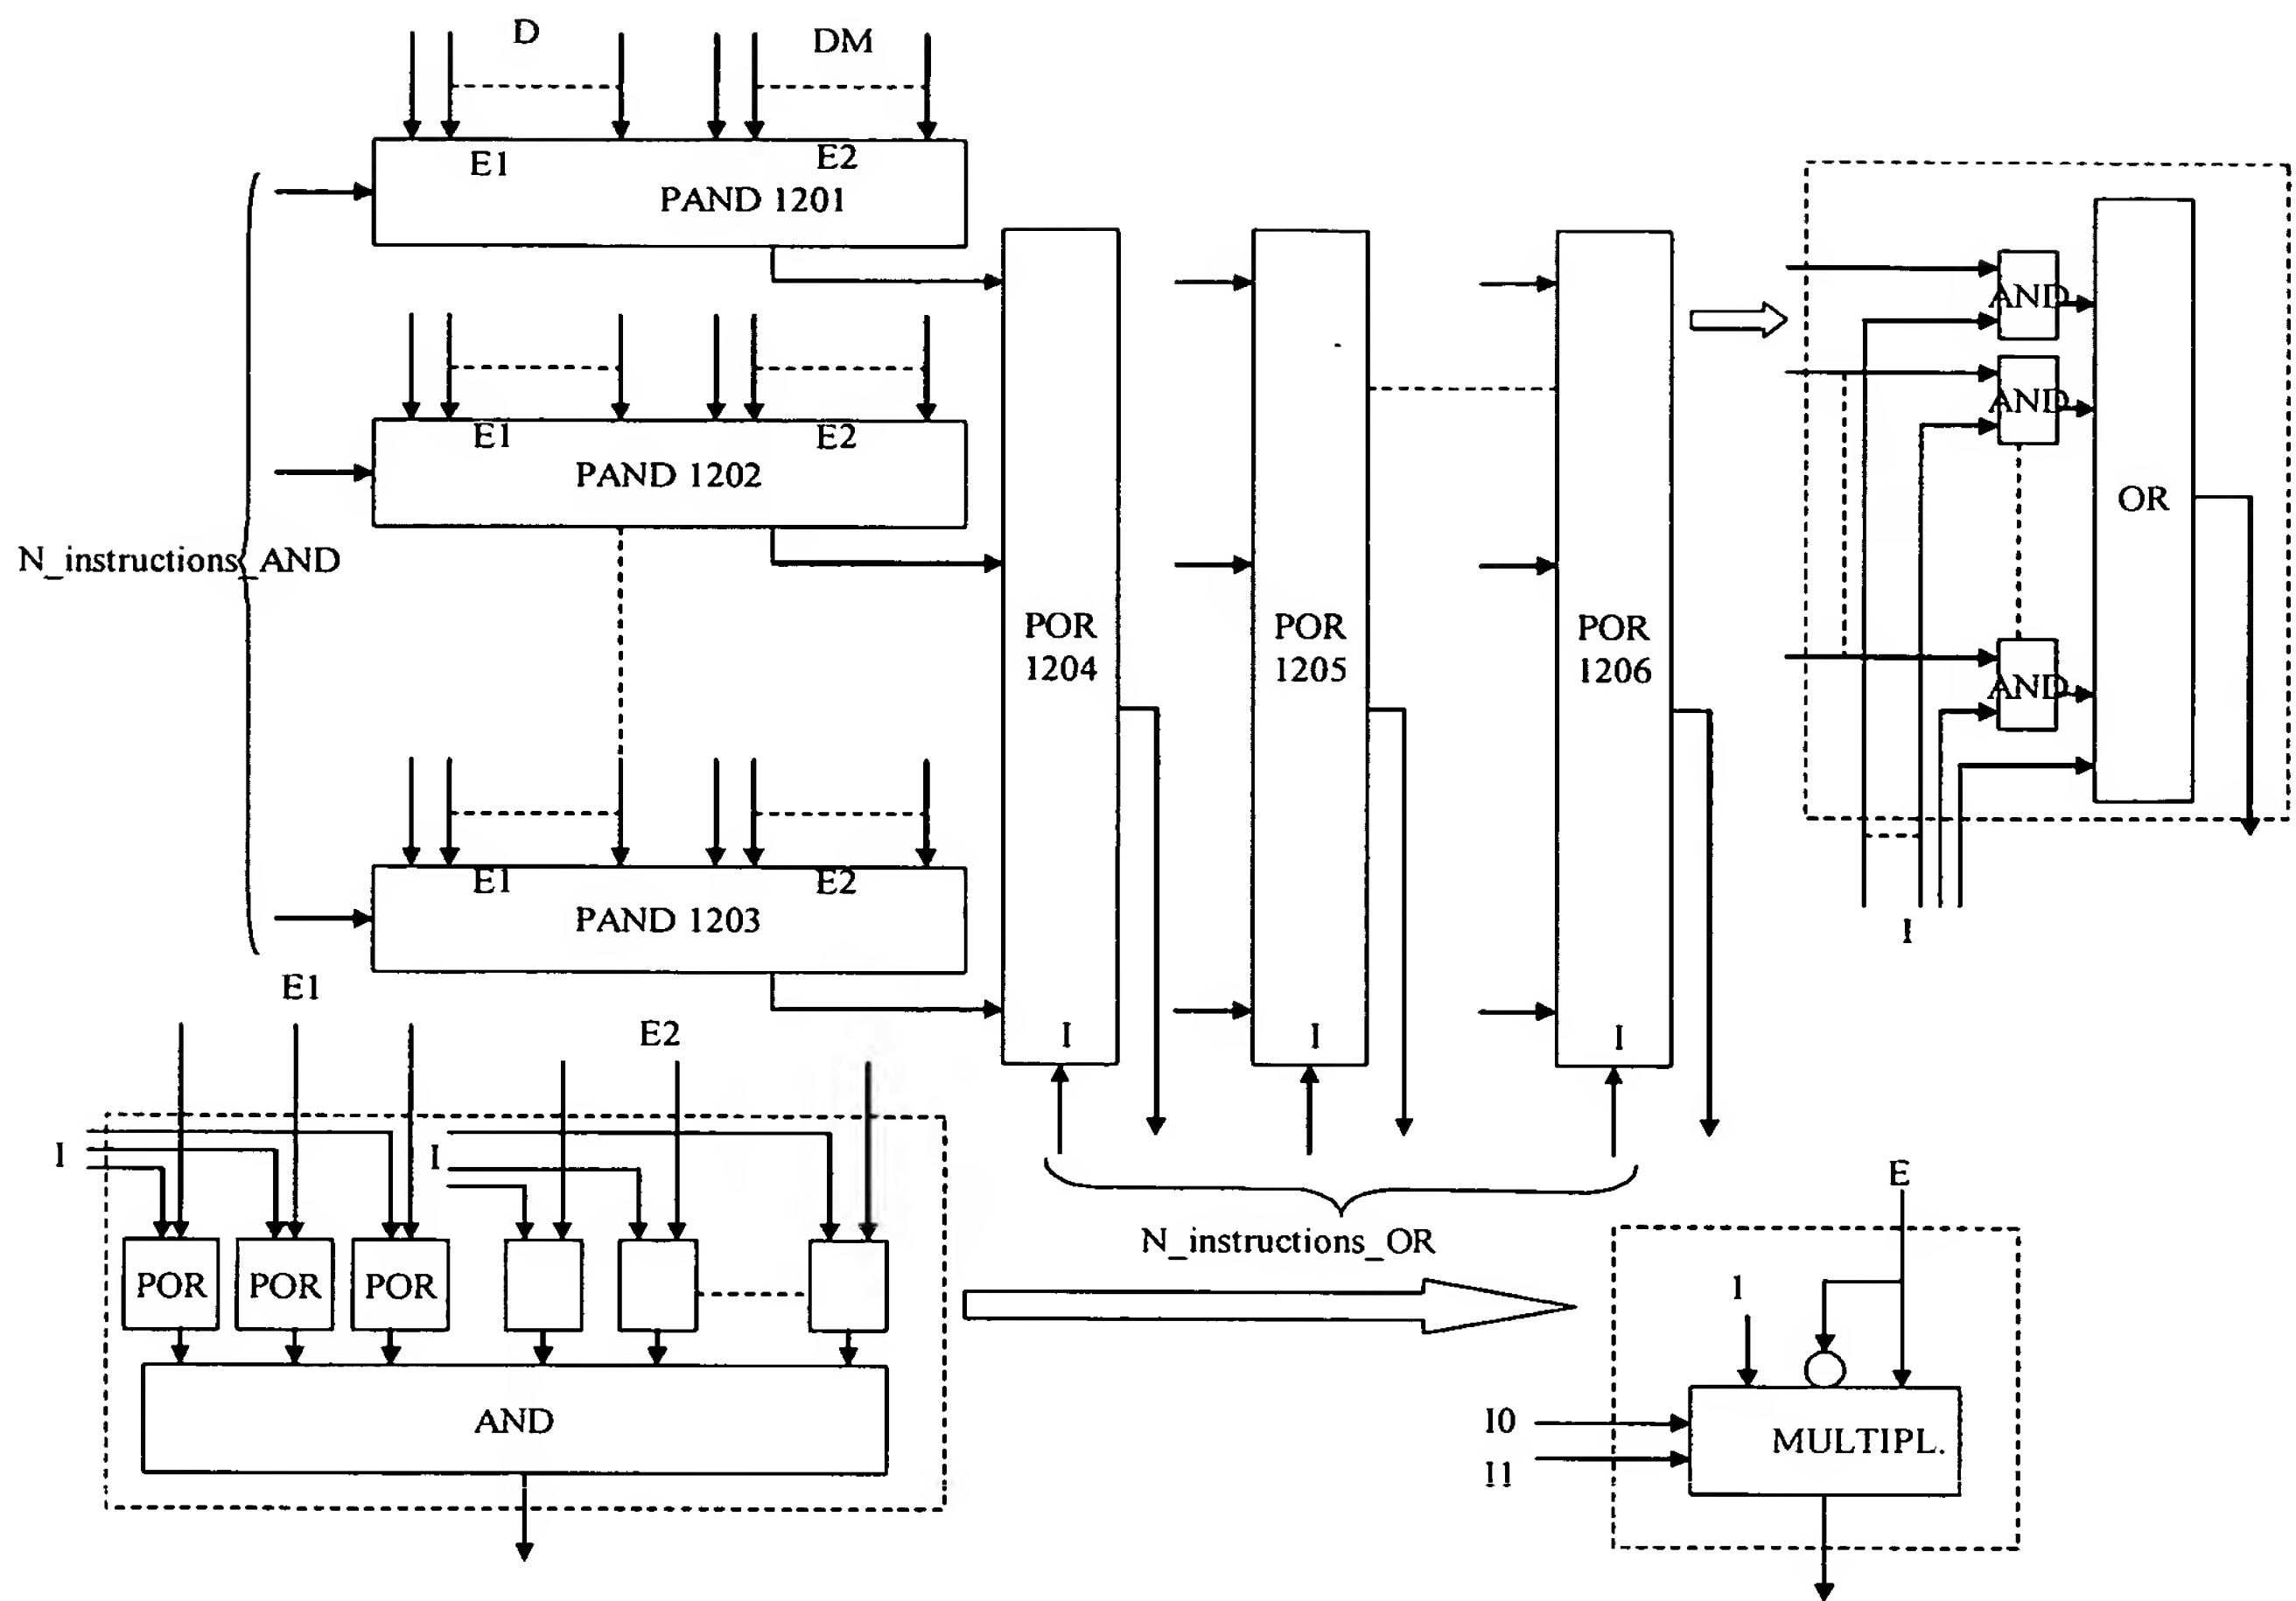 D
DM
E1
E2
PAND 1201
AND
E1
E2
PAND 1202
AND
OR
N_instructions_AND
POR
1204
POR
1205
POR
1206
AND
E1
E2
PAND 1203
I
E1
E2
I
I
I
I
I
E
N_instructions_OR
POR
POR
POR
1
AND
I0
I1
MULTIPL.